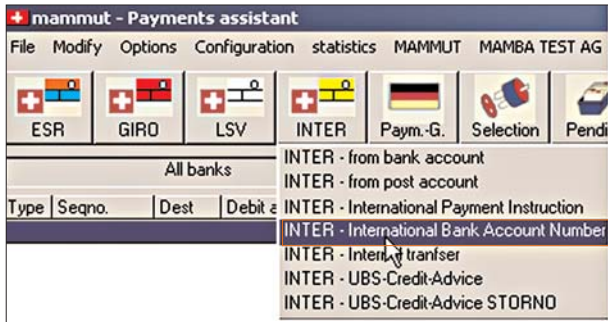 mammut - Payments assistant
File Modify Options Configuration statistics MAMMUT MAMBA TEST AG
ESR GIRO LSV INTER Paym.-G. Selection Pendi
All banks
INTER - from bank account
INTER - from post account
Type Seqno. Dest Debit a
INTER - International Payment Instruction
INTER - International Bank Account Number
INTER - Internal tranfser
INTER - UBS-Credit-Advice
INTER - UBS-Credit-Advice STORNO